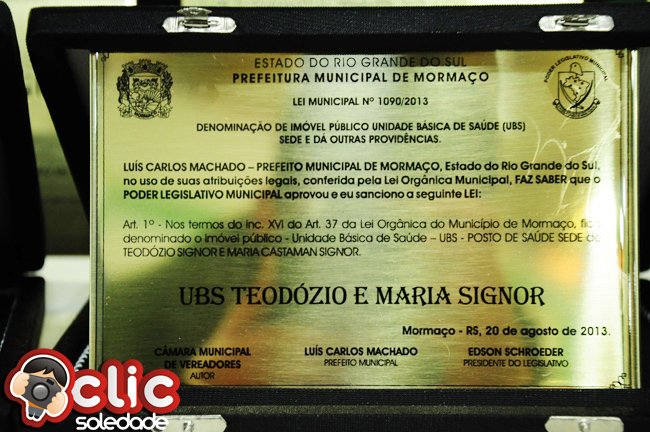 ESTADO DO RIO GRANDE DO SUL
PREFEITURA MUNICIPAL DE MORMAÇO
PODER LEGISLATIVO MUNICIPAL
LEI MUNICIPAL Nº 1090/2013
DENOMINAÇÃO DE IMÓVEL PÚBLICO UNIDADE BÁSICA DE SAÚDE (UBS)
SEDE E DÁ OUTRAS PROVIDÊNCIAS.
LUÍS CARLOS MACHADO – PREFEITO MUNICIPAL DE MORMAÇO, Estado do Rio Grande do Sul,
no uso de suas atribuições legais, conferida pela Lei Orgânica Municipal, FAZ SABER que o
PODER LEGISLATIVO MUNICIPAL aprovou e eu sanciono a seguinte LEI:
Art. 1º - Nos termos do inc. XVI do Art. 37 da Lei Orgânica do Município de Mormaço,
denominado o imóvel público - Unidade Básica de Saúde – UBS - POSTO DE SAÚDE SEDE de
TEODÓZIO SIGNOR E MARIA CASTAMAN SIGNOR.
UBS TEODÓZIO E MARIA SIGNOR
Mormaço - RS, 20 de agosto de 2013.
CÂMARA MUNICIPAL
DE VEREADORES
AUTOR
LUÍS CARLOS MACHADO
PREFEITO MUNICIPAL
EDSON SCHROEDER
PRESIDENTE DO LEGISLATIVO
clic
soledade